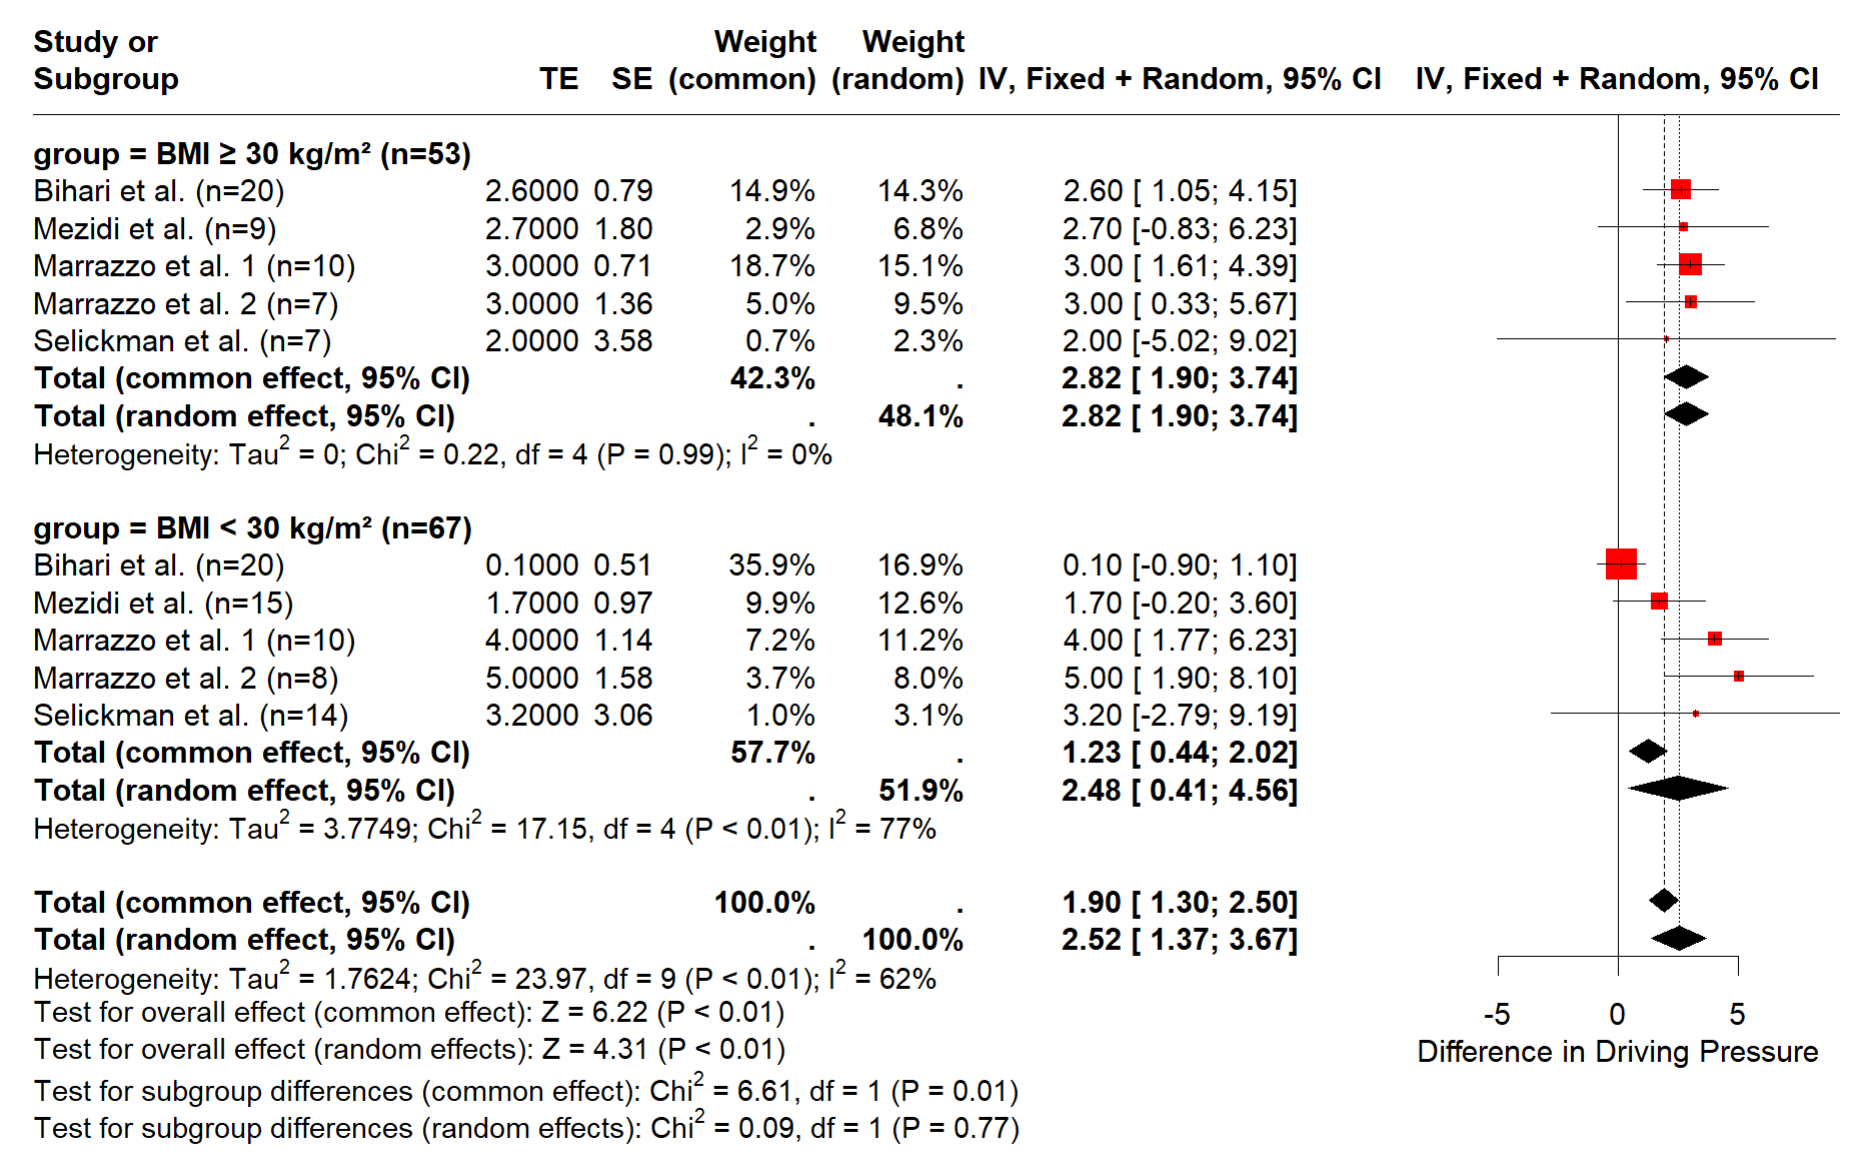 Study or Subgroup TE SE Weight (common) Weight (random) IV, Fixed + Random, 95% CI IV, Fixed + Random, 95% CI
group = BMI ≥ 30 kg/m² (n=53)
Bihari et al. (n=20) 2.6000 0.79 14.9% 14.3% 2.60 [ 1.05; 4.15]
Mezidi et al. (n=9) 2.7000 1.80 2.9% 6.8% 2.70 [-0.83; 6.23]
Marrazzo et al. 1 (n=10) 3.0000 0.71 18.7% 15.1% 3.00 [ 1.61; 4.39]
Marrazzo et al. 2 (n=7) 3.0000 1.36 5.0% 9.5% 3.00 [ 0.33; 5.67]
Selickman et al. (n=7) 2.0000 3.58 0.7% 2.3% 2.00 [-5.02; 9.02]
Total (common effect, 95% CI) 42.3% . 2.82 [ 1.90; 3.74]
Total (random effect, 95% CI) . 48.1% 2.82 [ 1.90; 3.74]
Heterogeneity: Tau² = 0; Chi² = 0.22, df = 4 (P = 0.99); I² = 0%
group = BMI < 30 kg/m² (n=67)
Bihari et al. (n=20) 0.1000 0.51 35.9% 16.9% 0.10 [-0.90; 1.10]
Mezidi et al. (n=15) 1.7000 0.97 9.9% 12.6% 1.70 [-0.20; 3.60]
Marrazzo et al. 1 (n=10) 4.0000 1.14 7.2% 11.2% 4.00 [ 1.77; 6.23]
Marrazzo et al. 2 (n=8) 5.0000 1.58 3.7% 8.0% 5.00 [ 1.90; 8.10]
Selickman et al. (n=14) 3.2000 3.06 1.0% 3.1% 3.20 [-2.79; 9.19]
Total (common effect, 95% CI) 57.7% . 1.23 [ 0.44; 2.02]
Total (random effect, 95% CI) . 51.9% 2.48 [ 0.41; 4.56]
Heterogeneity: Tau² = 3.7749; Chi² = 17.15, df = 4 (P < 0.01); I² = 77%
Total (common effect, 95% CI) 100.0% . 1.90 [ 1.30; 2.50]
Total (random effect, 95% CI) . 100.0% 2.52 [ 1.37; 3.67]
Heterogeneity: Tau² = 1.7624; Chi² = 23.97, df = 9 (P < 0.01); I² = 62%
Test for overall effect (common effect): Z = 6.22 (P < 0.01)
Test for overall effect (random effects): Z = 4.31 (P < 0.01)
Test for subgroup differences (common effect): Chi² = 6.61, df = 1 (P = 0.01)
Test for subgroup differences (random effects): Chi² = 0.09, df = 1 (P = 0.77)
-5 0 5
Difference in Driving Pressure